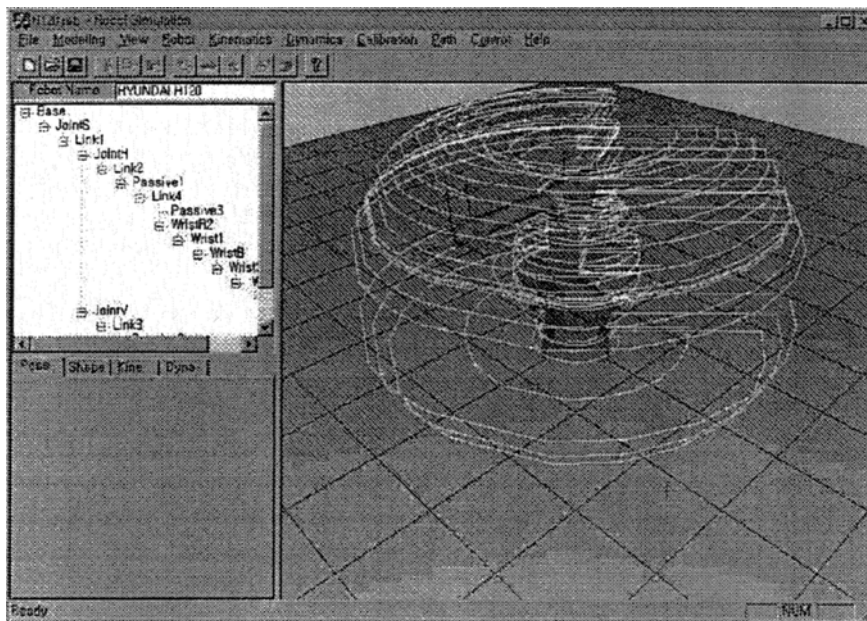 Robot Simulation
File Modeling View Robot Kinematics Dynamics Calibration Path Control Help
Robot Name HYUNDAI H120
Base
JointS
Link1
JointH
Link2
Passive1
Link4
Passive3
WristR2
Wrist1
WristB
JointV
Link3
Pose Shape Kine Dyna
Ready NUM